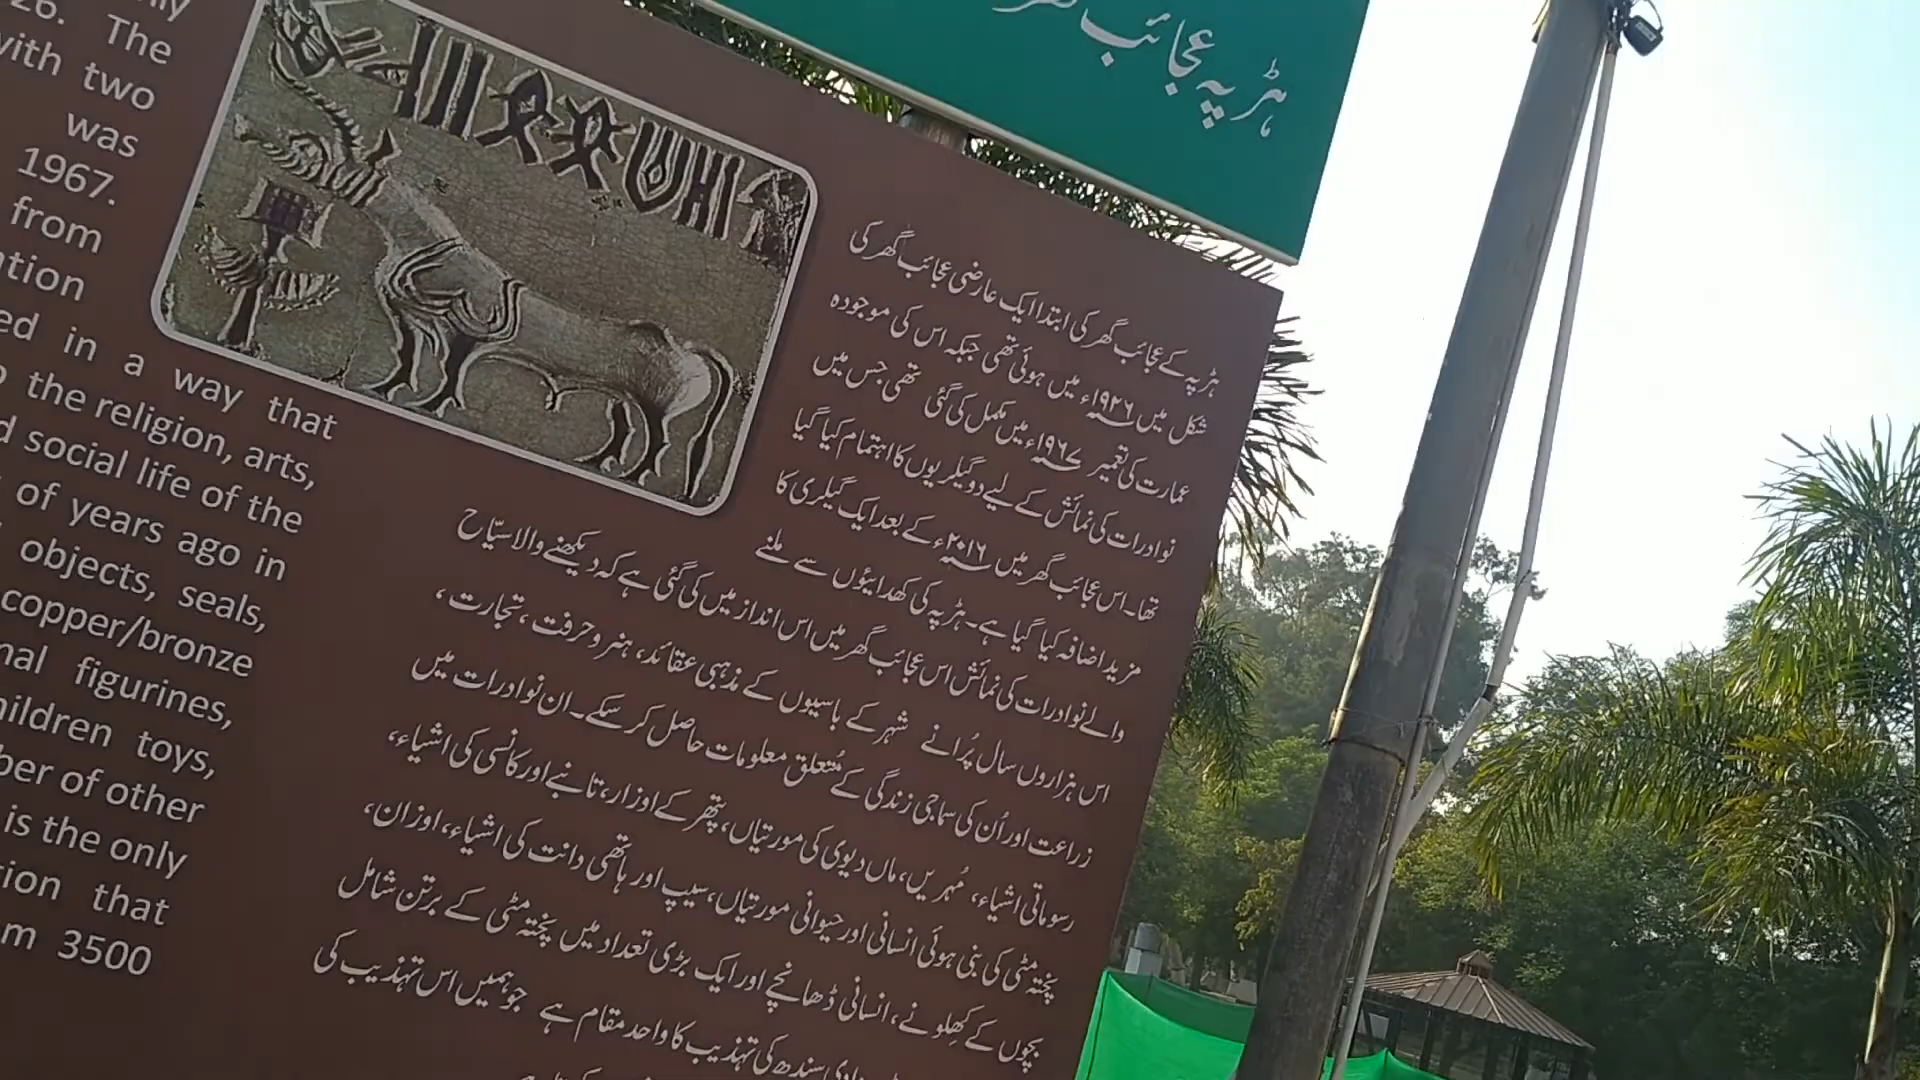 ہڑپہ عجائب گھر
26. The
with two
was
1967.
from
in a way that
the religion, arts,
social life of the
of years ago in
objects, seals,
copper/bronze
figurines,
toys,
of other
is the only
that
3500
ہڑپہ کے عجائب گھر کی ابتدا ایک عارضی عجائب گھر کی
شکل میں ۱۹۲۶ء میں ہوئی تھی جبکہ اس کی موجودہ
عمارت کی تعمیر ۱۹۶۷ء میں مکمل کی گئی تھی جس میں
نوادرات کی نمائش کے لیے دو گیلریوں کا اہتمام کیا گیا
تھا۔ اس عجائب گھر میں ۲۰۱۶ء کے بعد ایک گیلری کا
مزید اضافہ کیا گیا ہے۔ ہڑپہ کی کھدائیوں سے ملنے
والے نوادرات کی نمائش اس عجائب گھر میں اس انداز میں کی گئی ہے کہ دیکھنے والا سیّاح
اس ہزاروں سال پُرانے شہر کے باسیوں کے مذہبی عقائد، ہنر و حرفت، تجارت،
زراعت اور اُن کی سماجی زندگی کے مُتعلق معلومات حاصل کر سکے۔ ان نوادرات میں
رسوماتی اشیاء، مُہریں، ماں دیوی کی مورتیاں، پتھر کے اوزار، تانبے اور کانسی کی اشیاء،
پختہ مٹی کی بنی ہوئی انسانی اور حیوانی مورتیاں، سیپ اور ہاتھی دانت کی اشیاء، اوزان،
بچوں کے کھلونے، انسانی ڈھانچے اور ایک بڑی تعداد میں پختہ مٹی کے برتن شامل
وادی سندھ کی تہذیب کا واحد مقام ہے جو ہمیں اس تہذیب کی